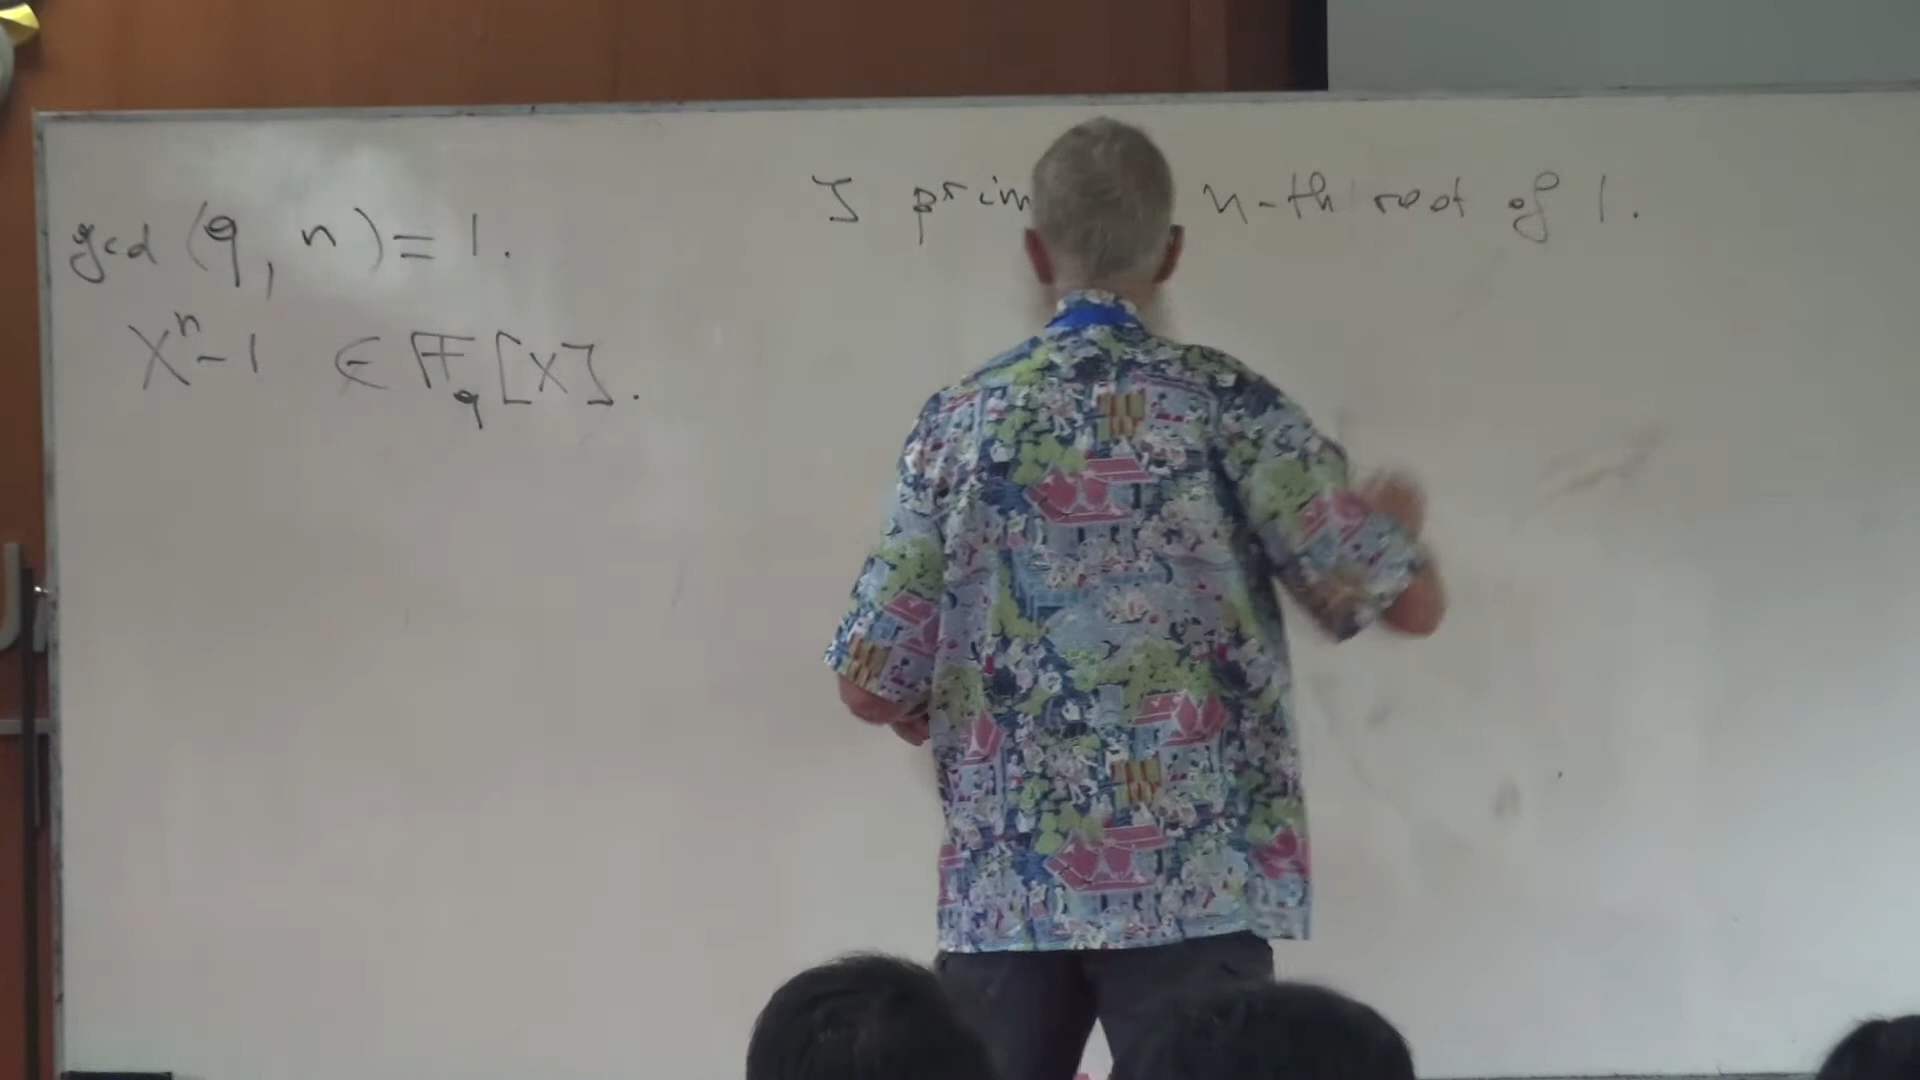 gcd (q, n) = 1.
X^n - 1 ∈ F_q [X].
ζ prim n-th root of 1.